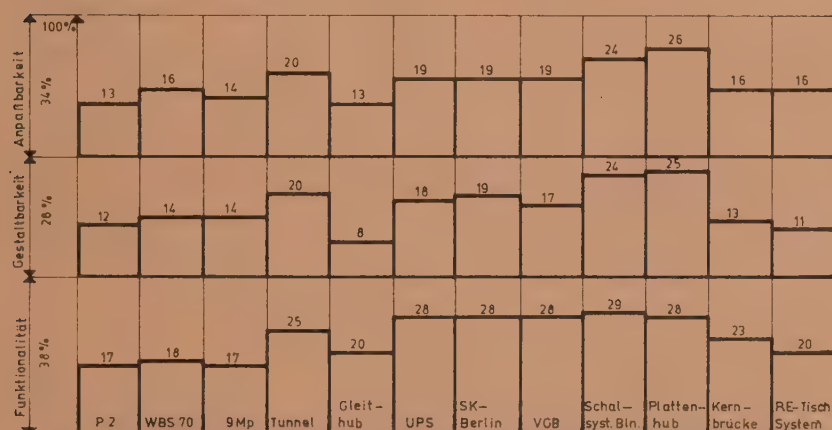 100%
Anpaßbarkeit
34%
13 16 14 20 13 19 19 19 24 26 16 16
Gestaltbarkeit
28%
12 14 14 20 8 18 19 17 24 25 13 11
Funktionalität
38%
17 18 17 25 20 28 28 28 29 28 23 20
P 2 WBS 70 9 Mp Tunnel Gleit- UPS SK- VGB Schal- Platten- Kern- RE-Tisch
hub Berlin syst. Bln. hub brücke System